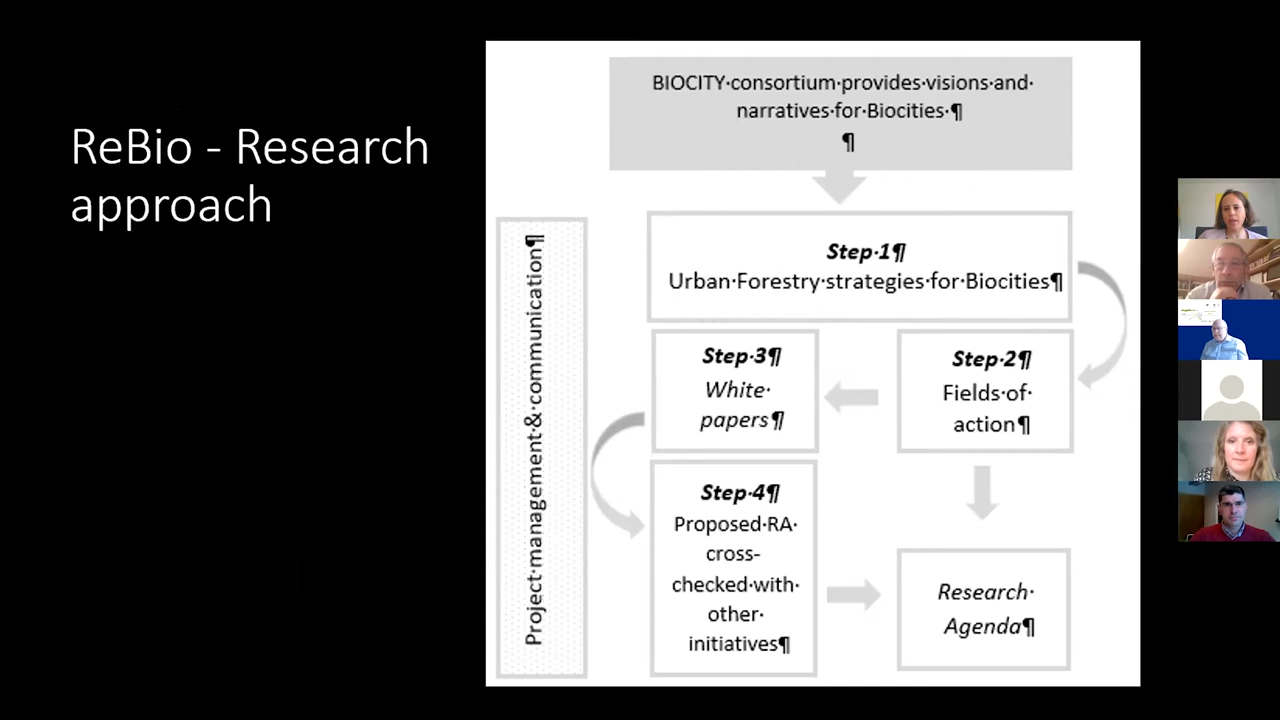 ReBio - Research
approach
BIOCITY·consortium·provides·visions·and·
narratives·for·Biocities·¶
¶
Step·1¶
Urban·Forestry·strategies·for·Biocities¶
Step·3¶
White·
papers¶
Step·2¶
Fields·of·
action¶
Step·4¶
Proposed·RA·
cross-
checked·with·
other·
initiatives¶
Research·
Agenda¶
Project·management·&·communication¶